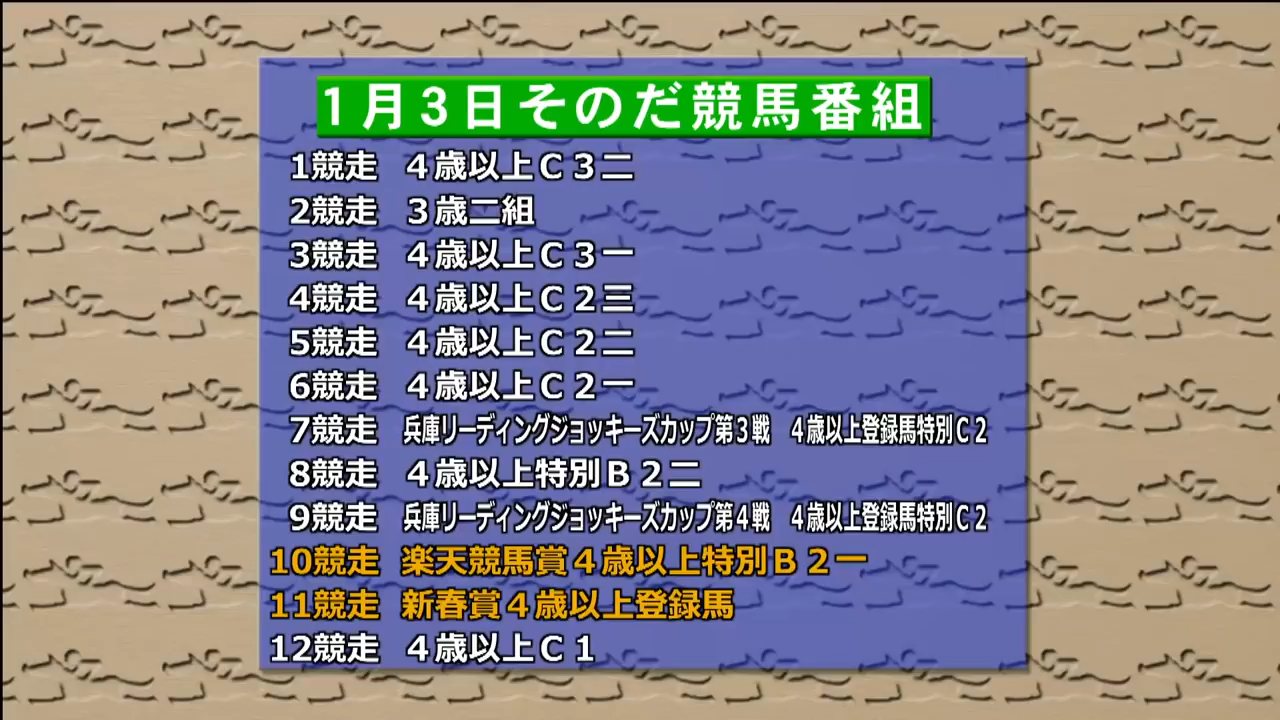 1月3日そのだ競馬番組
1競走　４歳以上Ｃ３二
2競走　３歳二組
3競走　４歳以上Ｃ３一
4競走　４歳以上Ｃ２三
5競走　４歳以上Ｃ２二
6競走　４歳以上Ｃ２一
7競走　兵庫リーディングジョッキーズカップ第３戦　４歳以上登録馬特別Ｃ２
8競走　４歳以上特別Ｂ２二
9競走　兵庫リーディングジョッキーズカップ第４戦　４歳以上登録馬特別Ｃ２
10競走　楽天競馬賞４歳以上特別Ｂ２一
11競走　新春賞４歳以上登録馬
12競走　４歳以上Ｃ１